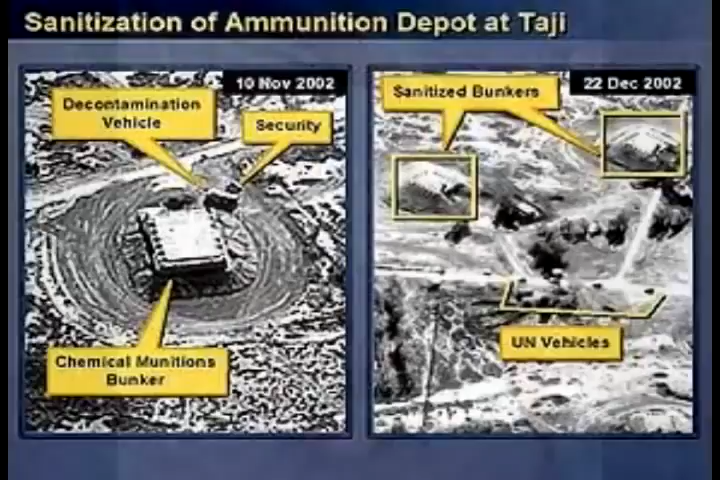 Sanitization of Ammunition Depot at Taji
10 Nov 2002
Decontamination
Vehicle
Security
Chemical Munitions
Bunker
22 Dec 2002
Sanitized Bunkers
UN Vehicles